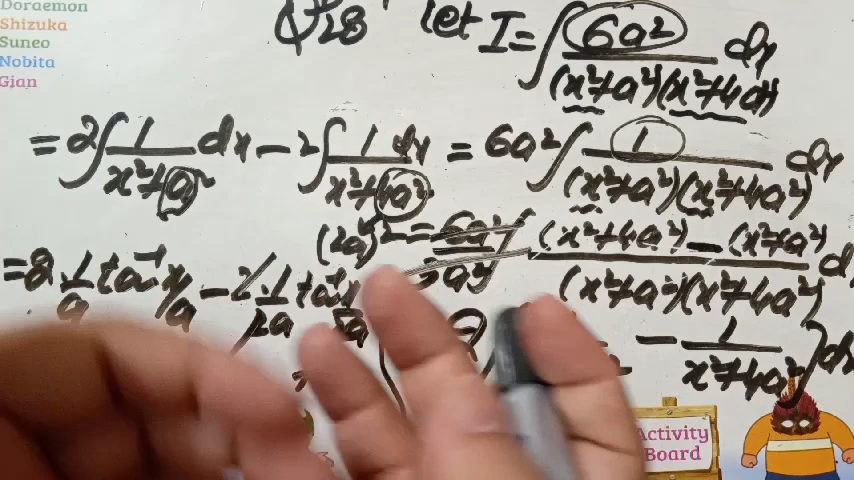 Doraemon
Shizuka
Suneo
Nobita
Gian
Q28 let I = ∫ 6a² / (x²+a²)(x²+4a²) dx
= 2∫ 1/(x²+a²) dx - 2∫ 1/(x²+4a²) dx = 6a² ∫ 1/(x²+a²)(x²+4a²) dx
(2a)² = 6a²/3a² ∫ (x²+4a²) - (x²+a²) / (x²+a²)(x²+4a²) d
= 2 1/a tan⁻¹ x/a - 2 1/2a tan⁻¹ x/2a
- 1/(x²+4a²) dx
Activity
Board